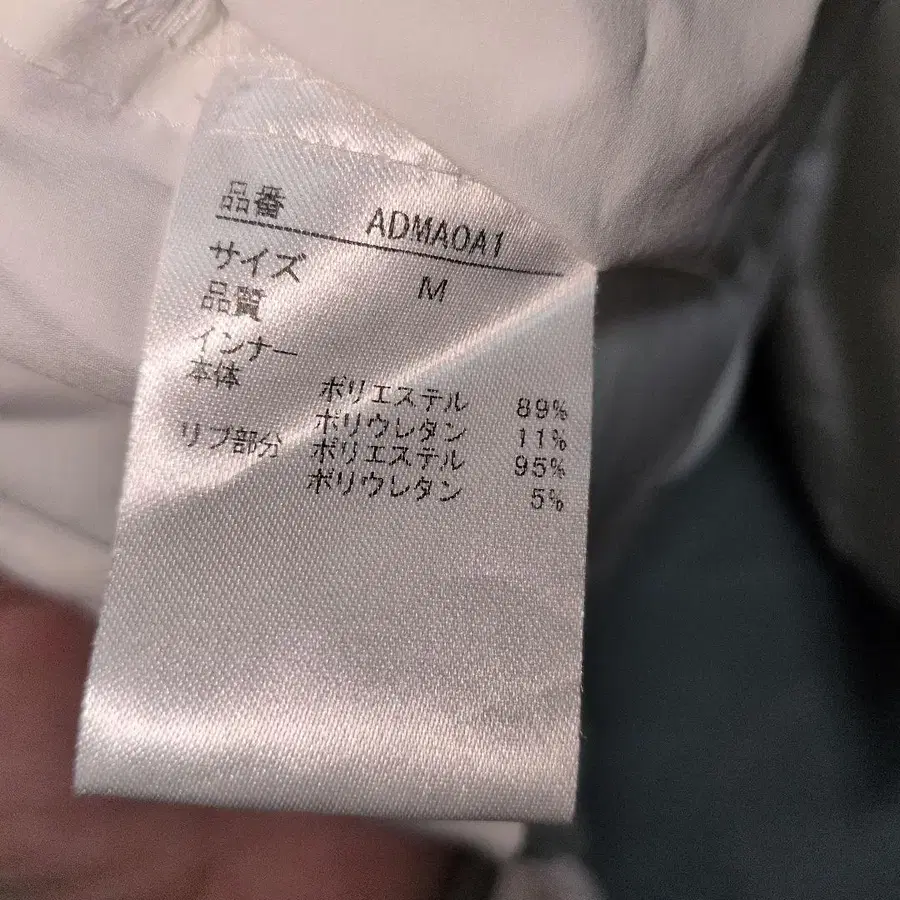 品番 ADMA0A1
サイズ M
品質
インナー
本体 ポリエステル 89%
ポリウレタン 11%
リブ部分 ポリエステル 95%
ポリウレタン 5%